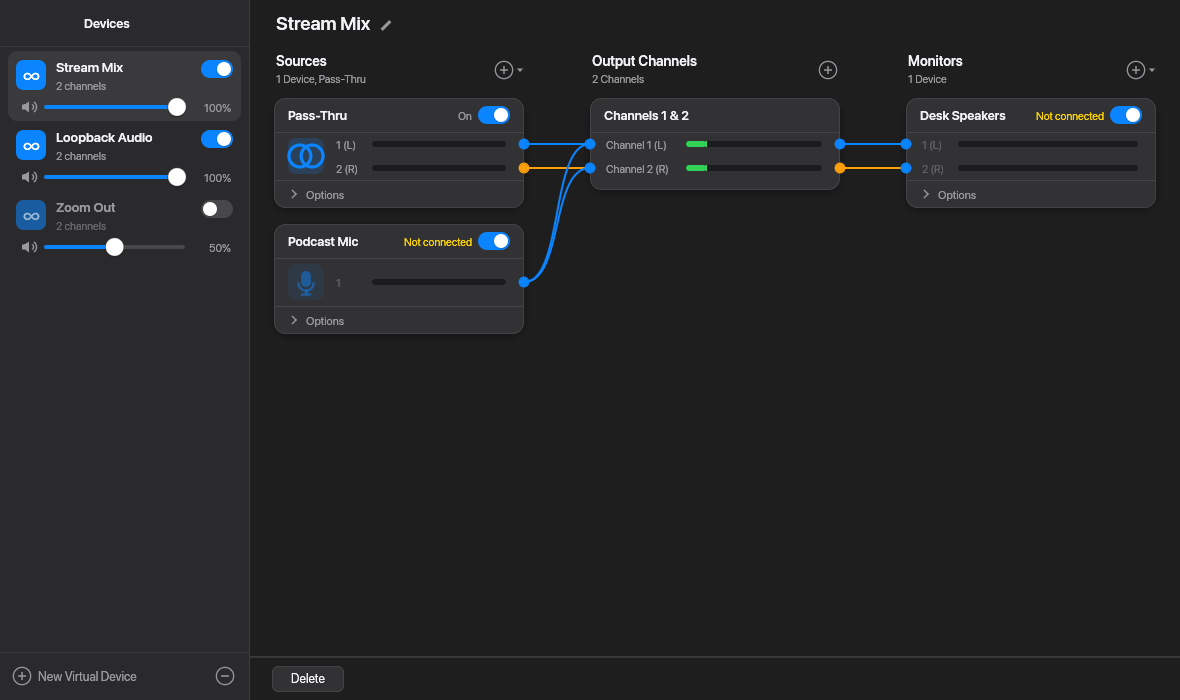 Devices
Stream Mix
2 channels
100%
Loopback Audio
2 channels
100%
Zoom Out
2 channels
50%
New Virtual Device
Stream Mix
Sources
1 Device, Pass-Thru
Pass-Thru
On
1 (L)
2 (R)
Options
Podcast Mic
Not connected
1
Options
Output Channels
2 Channels
Channels 1 & 2
Channel 1 (L)
Channel 2 (R)
Monitors
1 Device
Desk Speakers
Not connected
1 (L)
2 (R)
Options
Delete